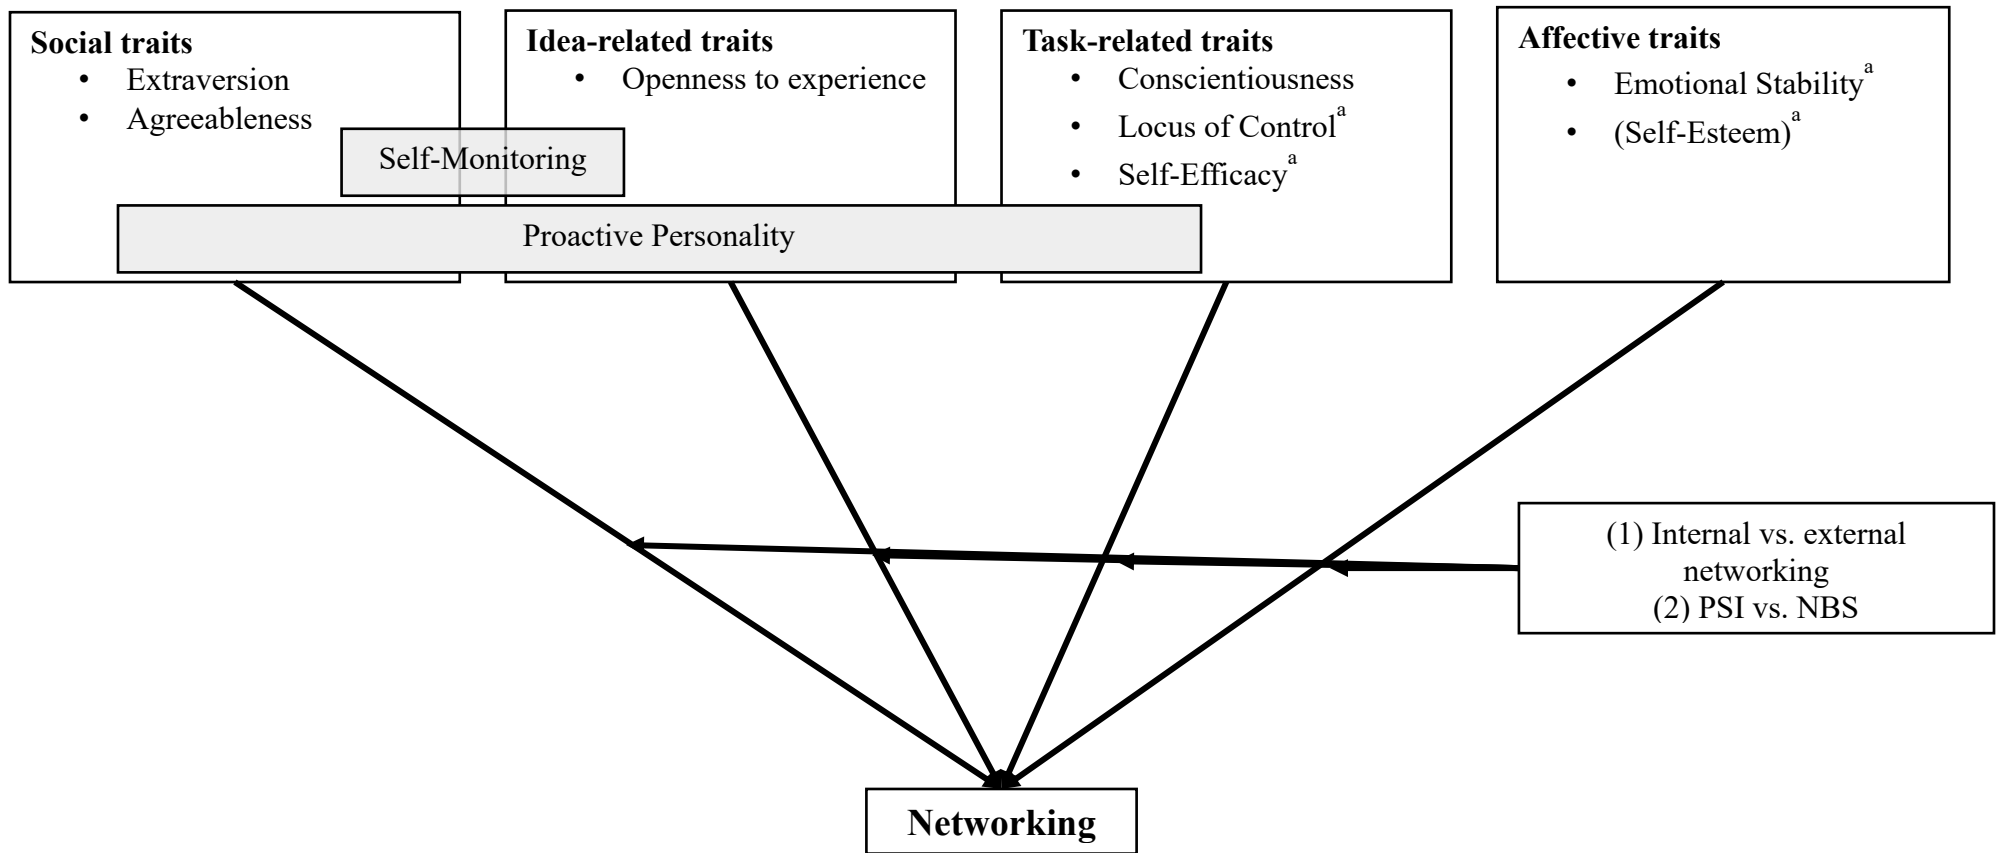 Social traits
• Extraversion
• Agreeableness
Idea-related traits
• Openness to experience
Task-related traits
• Conscientiousness
• Locus of Control^a
• Self-Efficacy^a
Affective traits
• Emotional Stability^a
• (Self-Esteem)^a
Self-Monitoring
Proactive Personality
(1) Internal vs. external
networking
(2) PSI vs. NBS
Networking